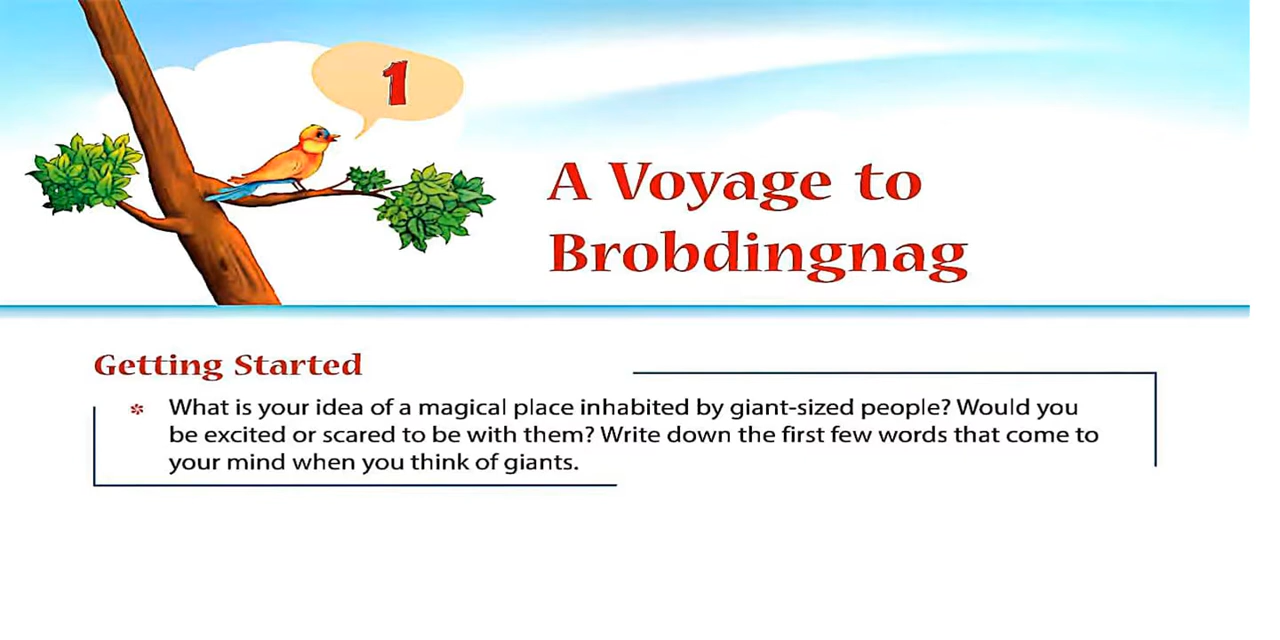 1
A Voyage to
Brobdingnag
Getting Started
* What is your idea of a magical place inhabited by giant-sized people? Would you
be excited or scared to be with them? Write down the first few words that come to
your mind when you think of giants.